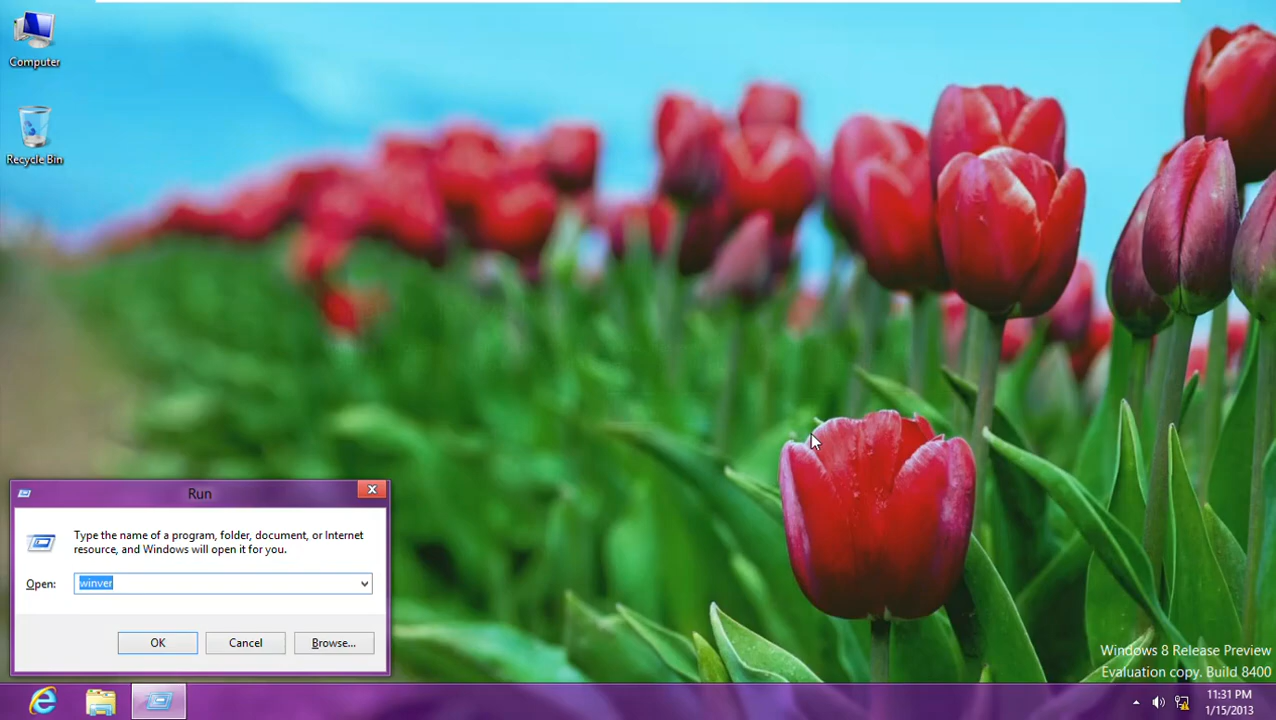 Computer
Recycle Bin
Run
Type the name of a program, folder, document, or Internet
resource, and Windows will open it for you.
Open:
winver
OK
Cancel
Browse...
Windows 8 Release Preview
Evaluation copy. Build 8400
11:31 PM
1/15/2013